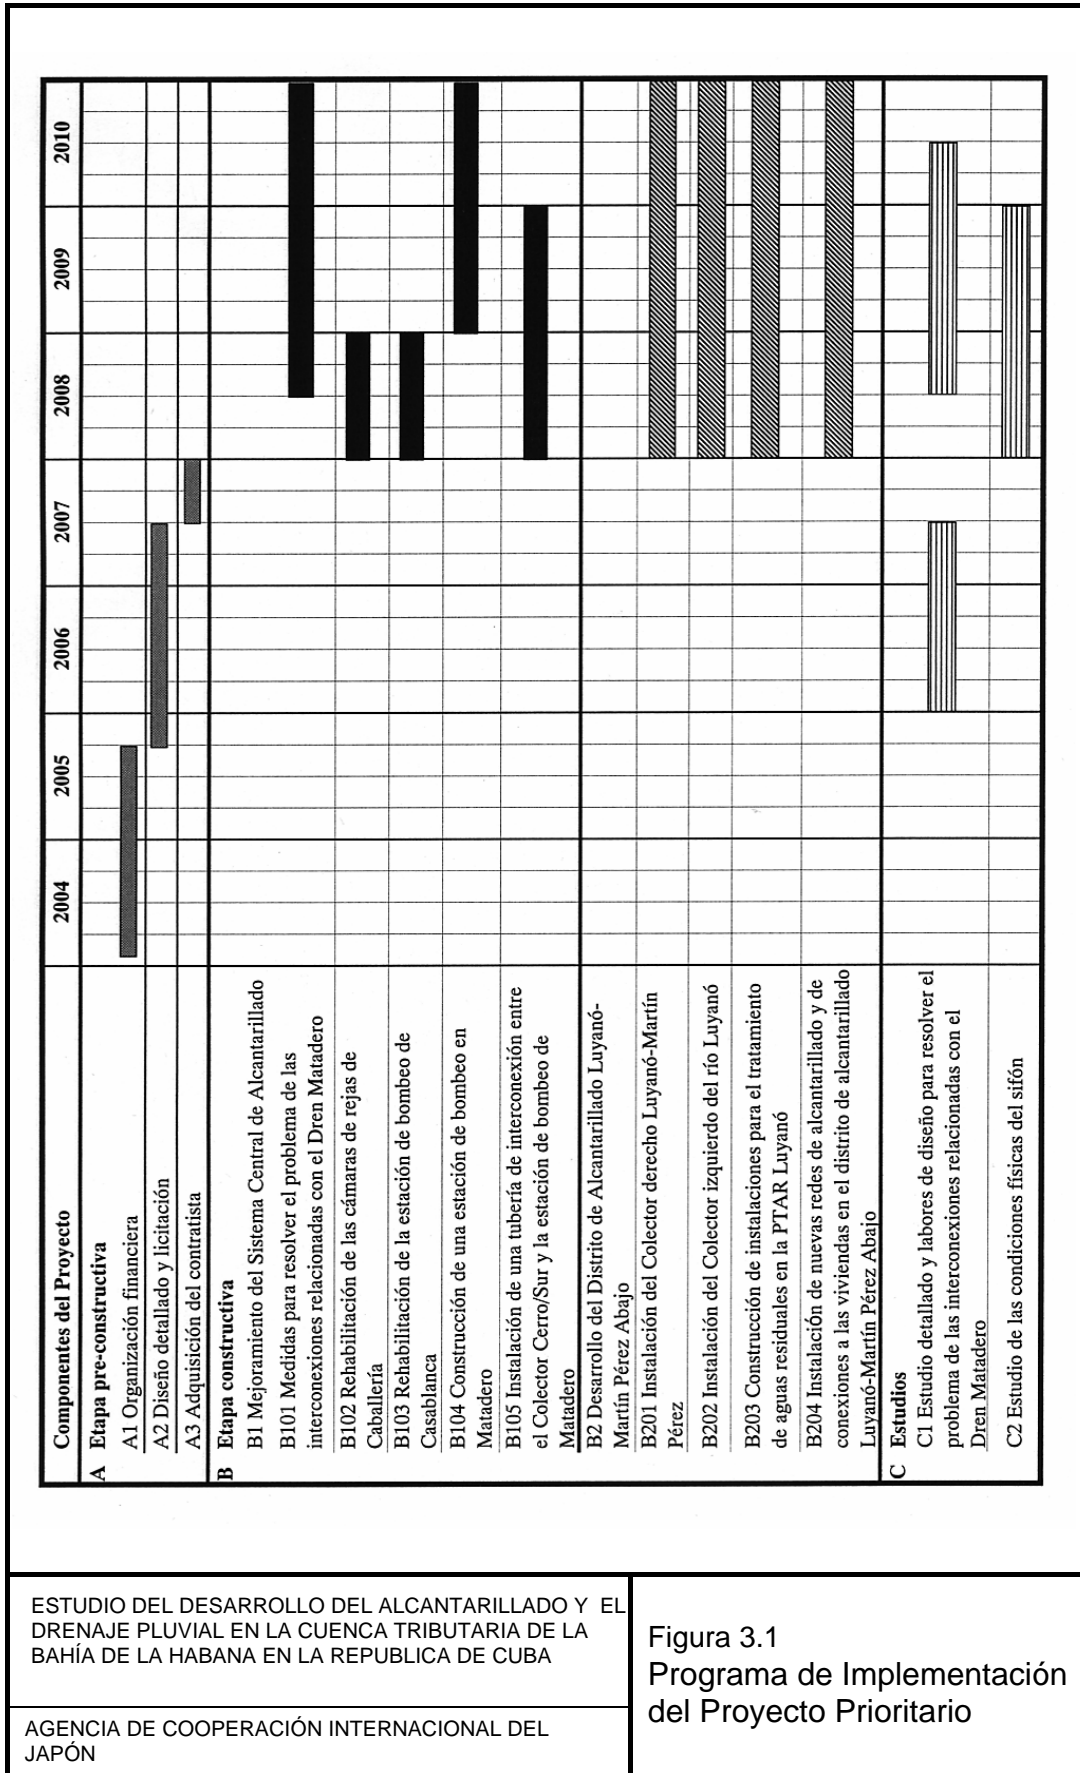 Componentes del Proyecto
2004
2005
2006
2007
2008
2009
2010
A
Etapa pre-constructiva
A1 Organización financiera
A2 Diseño detallado y licitación
A3 Adquisición del contratista
B
Etapa constructiva
B1 Mejoramiento del Sistema Central de Alcantarillado
B101 Medidas para resolver el problema de las
interconexiones relacionadas con el Dren Matadero
B102 Rehabilitación de las cámaras de rejas de
Caballería
B103 Rehabilitación de la estación de bombeo de
Casablanca
B104 Construcción de una estación de bombeo en
Matadero
B105 Instalación de una tubería de interconexión entre
el Colector Cerro/Sur y la estación de bombeo de
Matadero
B2 Desarrollo del Distrito de Alcantarillado Luyanó-
Martín Pérez Abajo
B201 Instalación del Colector derecho Luyanó-Martín
Pérez
B202 Instalación del Colector izquierdo del río Luyanó
B203 Construcción de instalaciones para el tratamiento
de aguas residuales en la PTAR Luyanó
B204 Instalación de nuevas redes de alcantarillado y de
conexiones a las viviendas en el distrito de alcantarillado
Luyanó-Martín Pérez Abajo
C
Estudios
C1 Estudio detallado y labores de diseño para resolver el
problema de las interconexiones relacionadas con el
Dren Matadero
C2 Estudio de las condiciones físicas del sifón
ESTUDIO DEL DESARROLLO DEL ALCANTARILLADO Y EL
DRENAJE PLUVIAL EN LA CUENCA TRIBUTARIA DE LA
BAHÍA DE LA HABANA EN LA REPUBLICA DE CUBA
AGENCIA DE COOPERACIÓN INTERNACIONAL DEL
JAPÓN
Figura 3.1
Programa de Implementación
del Proyecto Prioritario